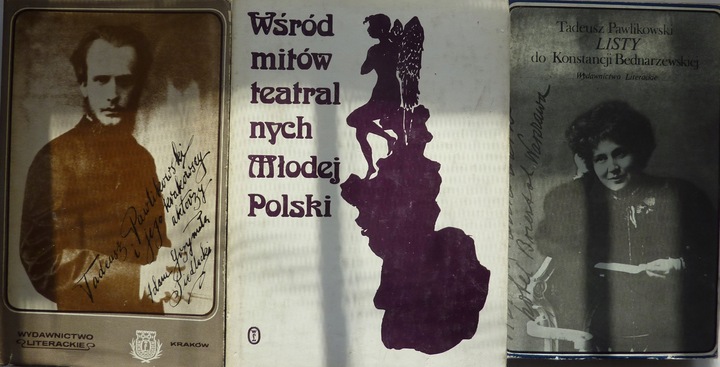 Tadeusz Pawlikowski
i jego krakowscy
aktorzy
Adam Grzymała
Siedlecki
WYDAWNICTWO
LITERACKIE
KRAKÓW
Wśród
mitów
teatral
nych
Młodej
Polski
Tadeusz Pawlikowski
LISTY
do Konstancji Bednarzewskiej
Wydawnictwo Literackie
Warszawa